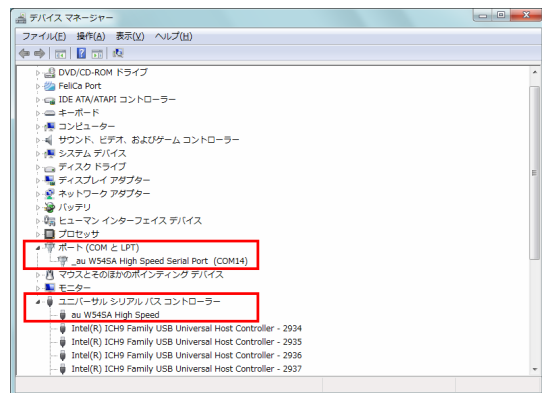 デバイス マネージャー
ファイル(F) 操作(A) 表示(V) ヘルプ(H)
DVD/CD-ROM ドライブ
FeliCa Port
IDE ATA/ATAPI コントローラー
キーボード
コンピューター
サウンド、ビデオ、およびゲーム コントローラー
システム デバイス
ディスク ドライブ
ディスプレイ アダプター
ネットワーク アダプター
バッテリ
ヒューマン インターフェイス デバイス
プロセッサ
ポート (COM と LPT)
_au W54SA High Speed Serial Port (COM14)
マウスとそのほかのポインティング デバイス
モニター
ユニバーサル シリアル バス コントローラー
au W54SA High Speed
Intel(R) ICH9 Family USB Universal Host Controller - 2934
Intel(R) ICH9 Family USB Universal Host Controller - 2935
Intel(R) ICH9 Family USB Universal Host Controller - 2936
Intel(R) ICH9 Family USB Universal Host Controller - 2937